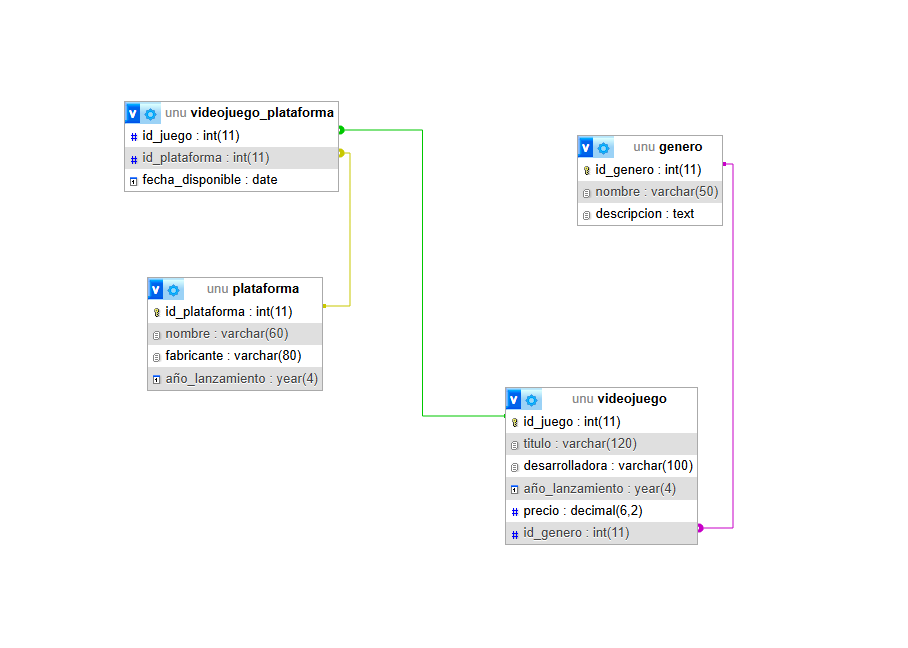 unu videojuego_plataforma
id_juego : int(11)
id_plataforma : int(11)
fecha_disponible : date
unu genero
id_genero : int(11)
nombre : varchar(50)
descripcion : text
unu plataforma
id_plataforma : int(11)
nombre : varchar(60)
fabricante : varchar(80)
año_lanzamiento : year(4)
unu videojuego
id_juego : int(11)
titulo : varchar(120)
desarrolladora : varchar(100)
año_lanzamiento : year(4)
precio : decimal(6,2)
id_genero : int(11)